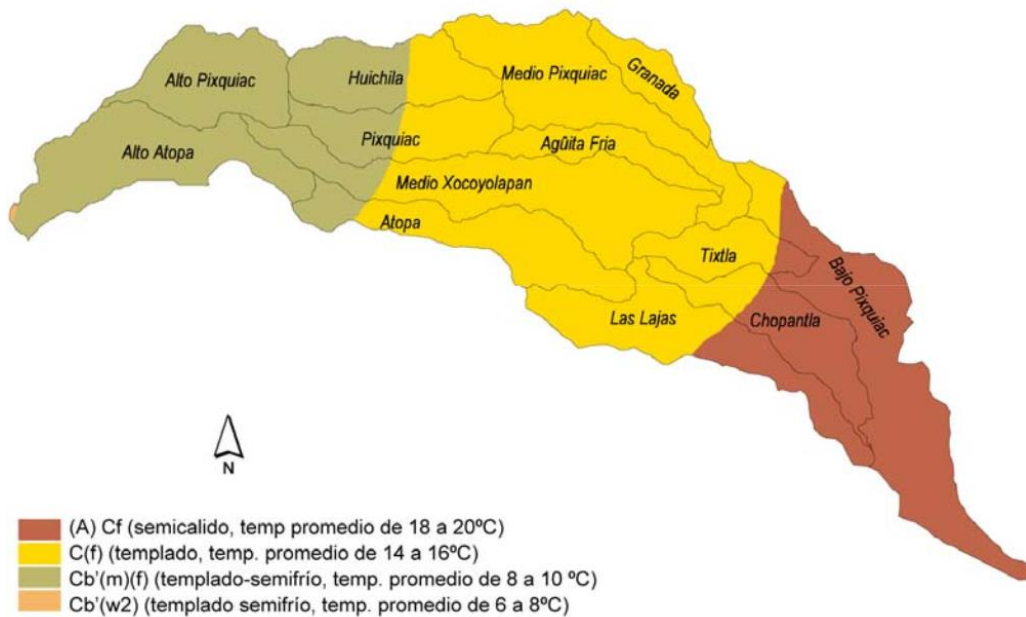 Alto Pixquiac
Huichila
Medio Pixquiac
Granada
Alto Atopa
Pixquiac
Agüita Fria
Medio Xocoyolapan
Atopa
Tixtla
Bajo Pixquiac
Las Lajas
Chopantla
N
(A) Cf (semicalido, temp promedio de 18 a 20ºC)
C(f) (templado, temp. promedio de 14 a 16ºC)
Cb'(m)(f) (templado-semifrío, temp. promedio de 8 a 10 ºC)
Cb'(w2) (templado semifrío, temp. promedio de 6 a 8ºC)